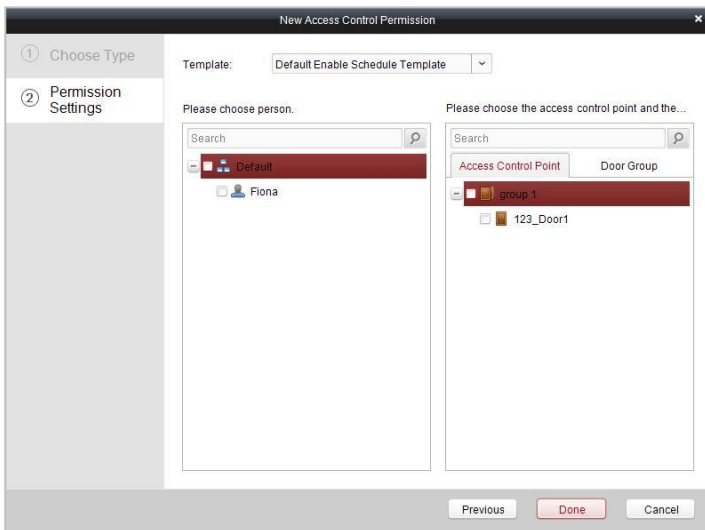 New Access Control Permission
1 Choose Type
2 Permission Settings
Template: Default Enable Schedule Template
Please choose person.
Search
Default
Fiona
Please choose the access control point and the...
Search
Access Control Point Door Group
group 1
123_Door1
Previous Done Cancel